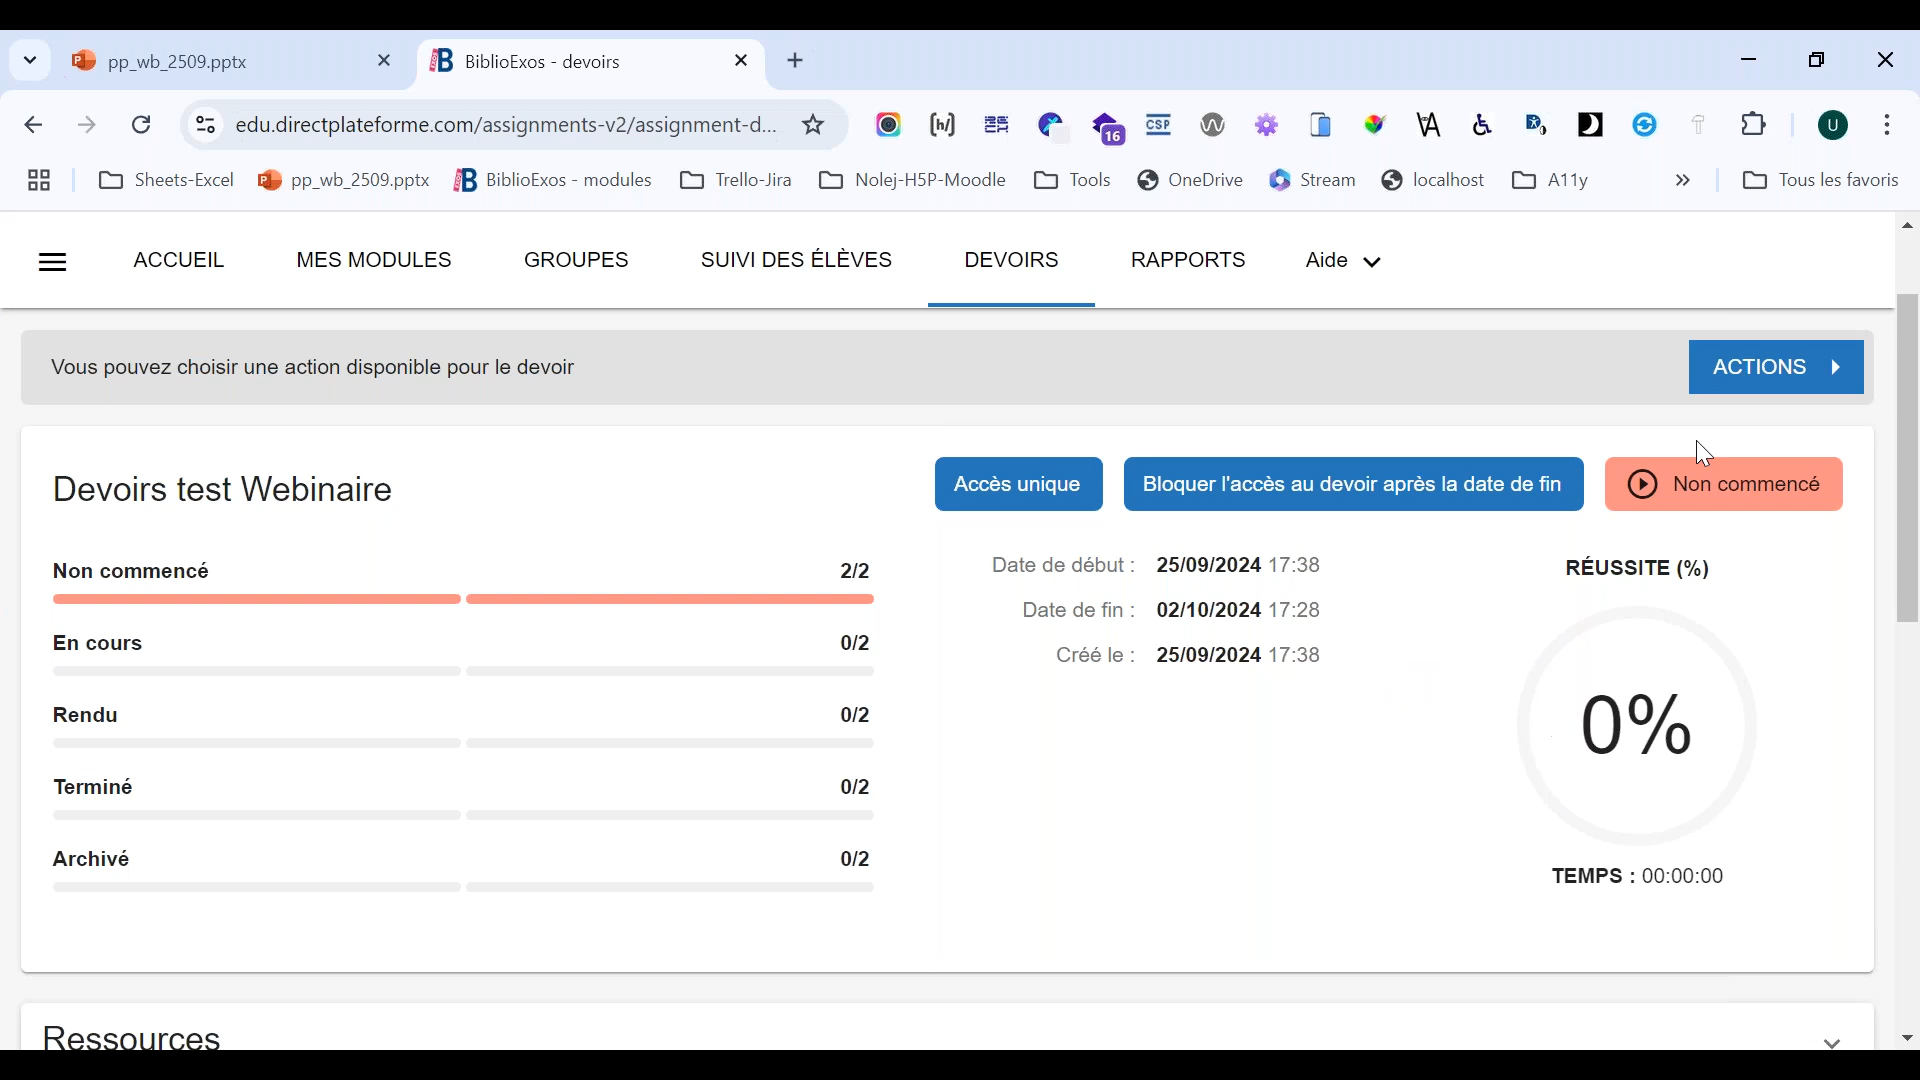 pp_wb_2509.pptx
BiblioExos - devoirs
edu.directplateforme.com/assignments-v2/assignment-d...
16
CSP
U
Sheets-Excel
pp_wb_2509.pptx
BiblioExos - modules
Trello-Jira
Nolej-H5P-Moodle
Tools
OneDrive
Stream
localhost
A11y
Tous les favoris
ACCUEIL
MES MODULES
GROUPES
SUIVI DES ÉLÈVES
DEVOIRS
RAPPORTS
Aide
Vous pouvez choisir une action disponible pour le devoir
ACTIONS
Devoirs test Webinaire
Accès unique
Bloquer l'accès au devoir après la date de fin
Non commencé
Non commencé 2/2
En cours 0/2
Rendu 0/2
Terminé 0/2
Archivé 0/2
Date de début : 25/09/2024 17:38
Date de fin : 02/10/2024 17:28
Créé le : 25/09/2024 17:38
RÉUSSITE (%)
0%
TEMPS : 00:00:00
Ressources